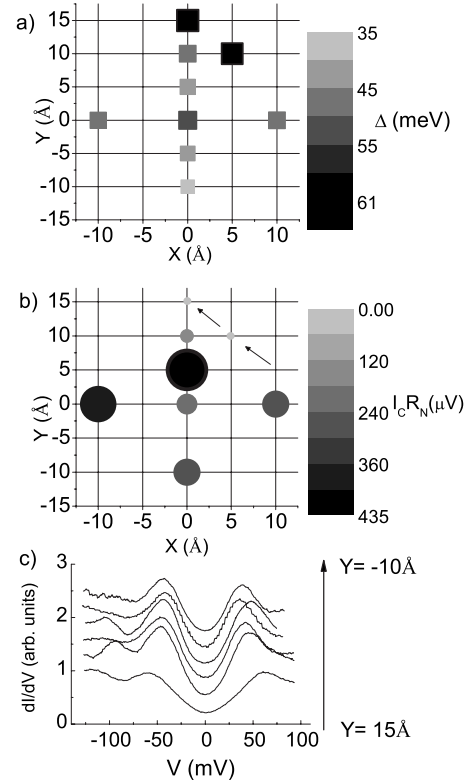 a)
15
10
5
0
-5
-10
-15
Y (Å)
-10 -5 0 5 10
X (Å)
35
45
55
61
Δ (meV)
b)
15
10
5
0
-5
-10
-15
Y (Å)
-10 -5 0 5 10
X (Å)
0.00
120
240
360
435
I_C R_N (μV)
c)
3
2
1
0
dI/dV (arb. units)
-100 -50 0 50 100
V (mV)
Y= -10Å
Y= 15Å